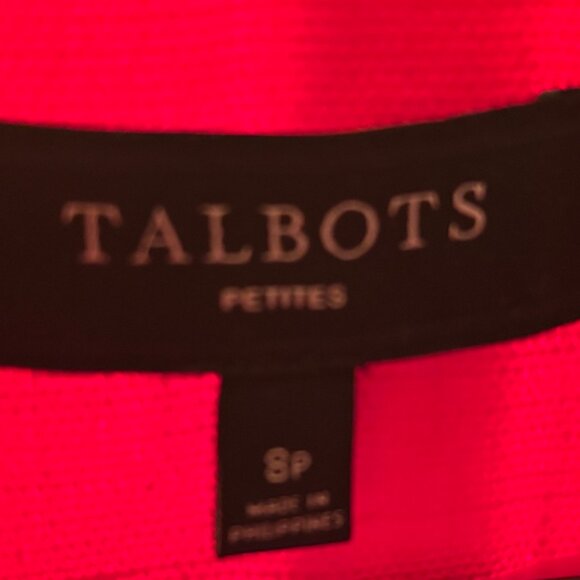 TALBOTS
PETITES
8P
MADE IN
PHILIPPINES